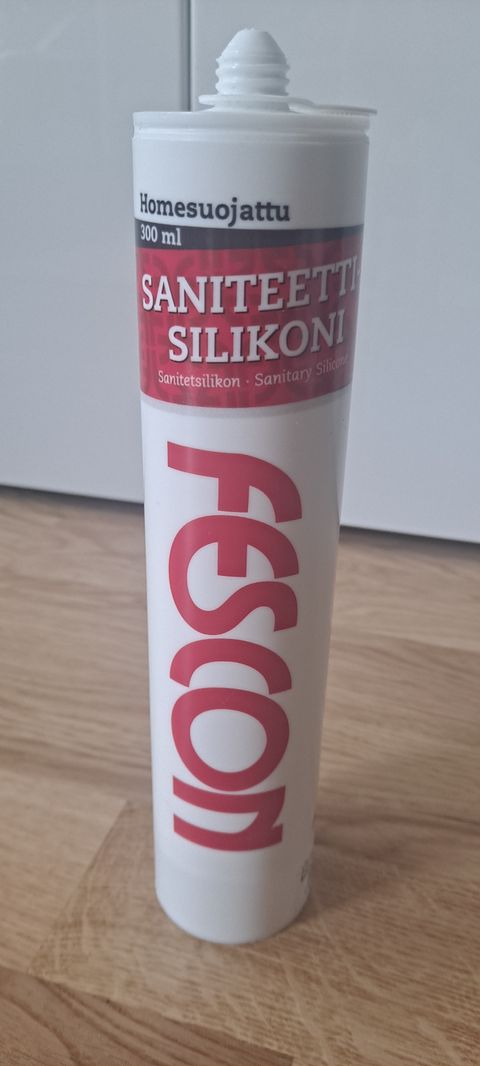 Homesuojattu
300 ml
SANITEETTI-
SILIKONI
Sanitetsilikon · Sanitary Silicone
FESCON